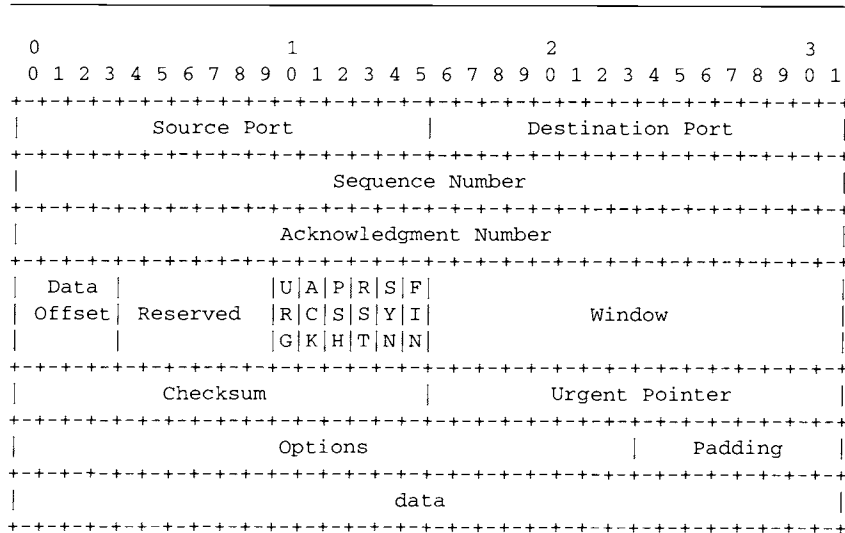 0                   1                   2                   3
0 1 2 3 4 5 6 7 8 9 0 1 2 3 4 5 6 7 8 9 0 1 2 3 4 5 6 7 8 9 0 1
+-+-+-+-+-+-+-+-+-+-+-+-+-+-+-+-+-+-+-+-+-+-+-+-+-+-+-+-+-+-+-+-+
| Source Port | Destination Port |
+-+-+-+-+-+-+-+-+-+-+-+-+-+-+-+-+-+-+-+-+-+-+-+-+-+-+-+-+-+-+-+-+
| Sequence Number |
+-+-+-+-+-+-+-+-+-+-+-+-+-+-+-+-+-+-+-+-+-+-+-+-+-+-+-+-+-+-+-+-+
| Acknowledgment Number |
+-+-+-+-+-+-+-+-+-+-+-+-+-+-+-+-+-+-+-+-+-+-+-+-+-+-+-+-+-+-+-+-+
| Data | |U|A|P|R|S|F| |
| Offset| Reserved |R|C|S|S|Y|I| Window |
| | |G|K|H|T|N|N| |
+-+-+-+-+-+-+-+-+-+-+-+-+-+-+-+-+-+-+-+-+-+-+-+-+-+-+-+-+-+-+-+-+
| Checksum | Urgent Pointer |
+-+-+-+-+-+-+-+-+-+-+-+-+-+-+-+-+-+-+-+-+-+-+-+-+-+-+-+-+-+-+-+-+
| Options | Padding |
+-+-+-+-+-+-+-+-+-+-+-+-+-+-+-+-+-+-+-+-+-+-+-+-+-+-+-+-+-+-+-+-+
| data |
+-+-+-+-+-+-+-+-+-+-+-+-+-+-+-+-+-+-+-+-+-+-+-+-+-+-+-+-+-+-+-+-+